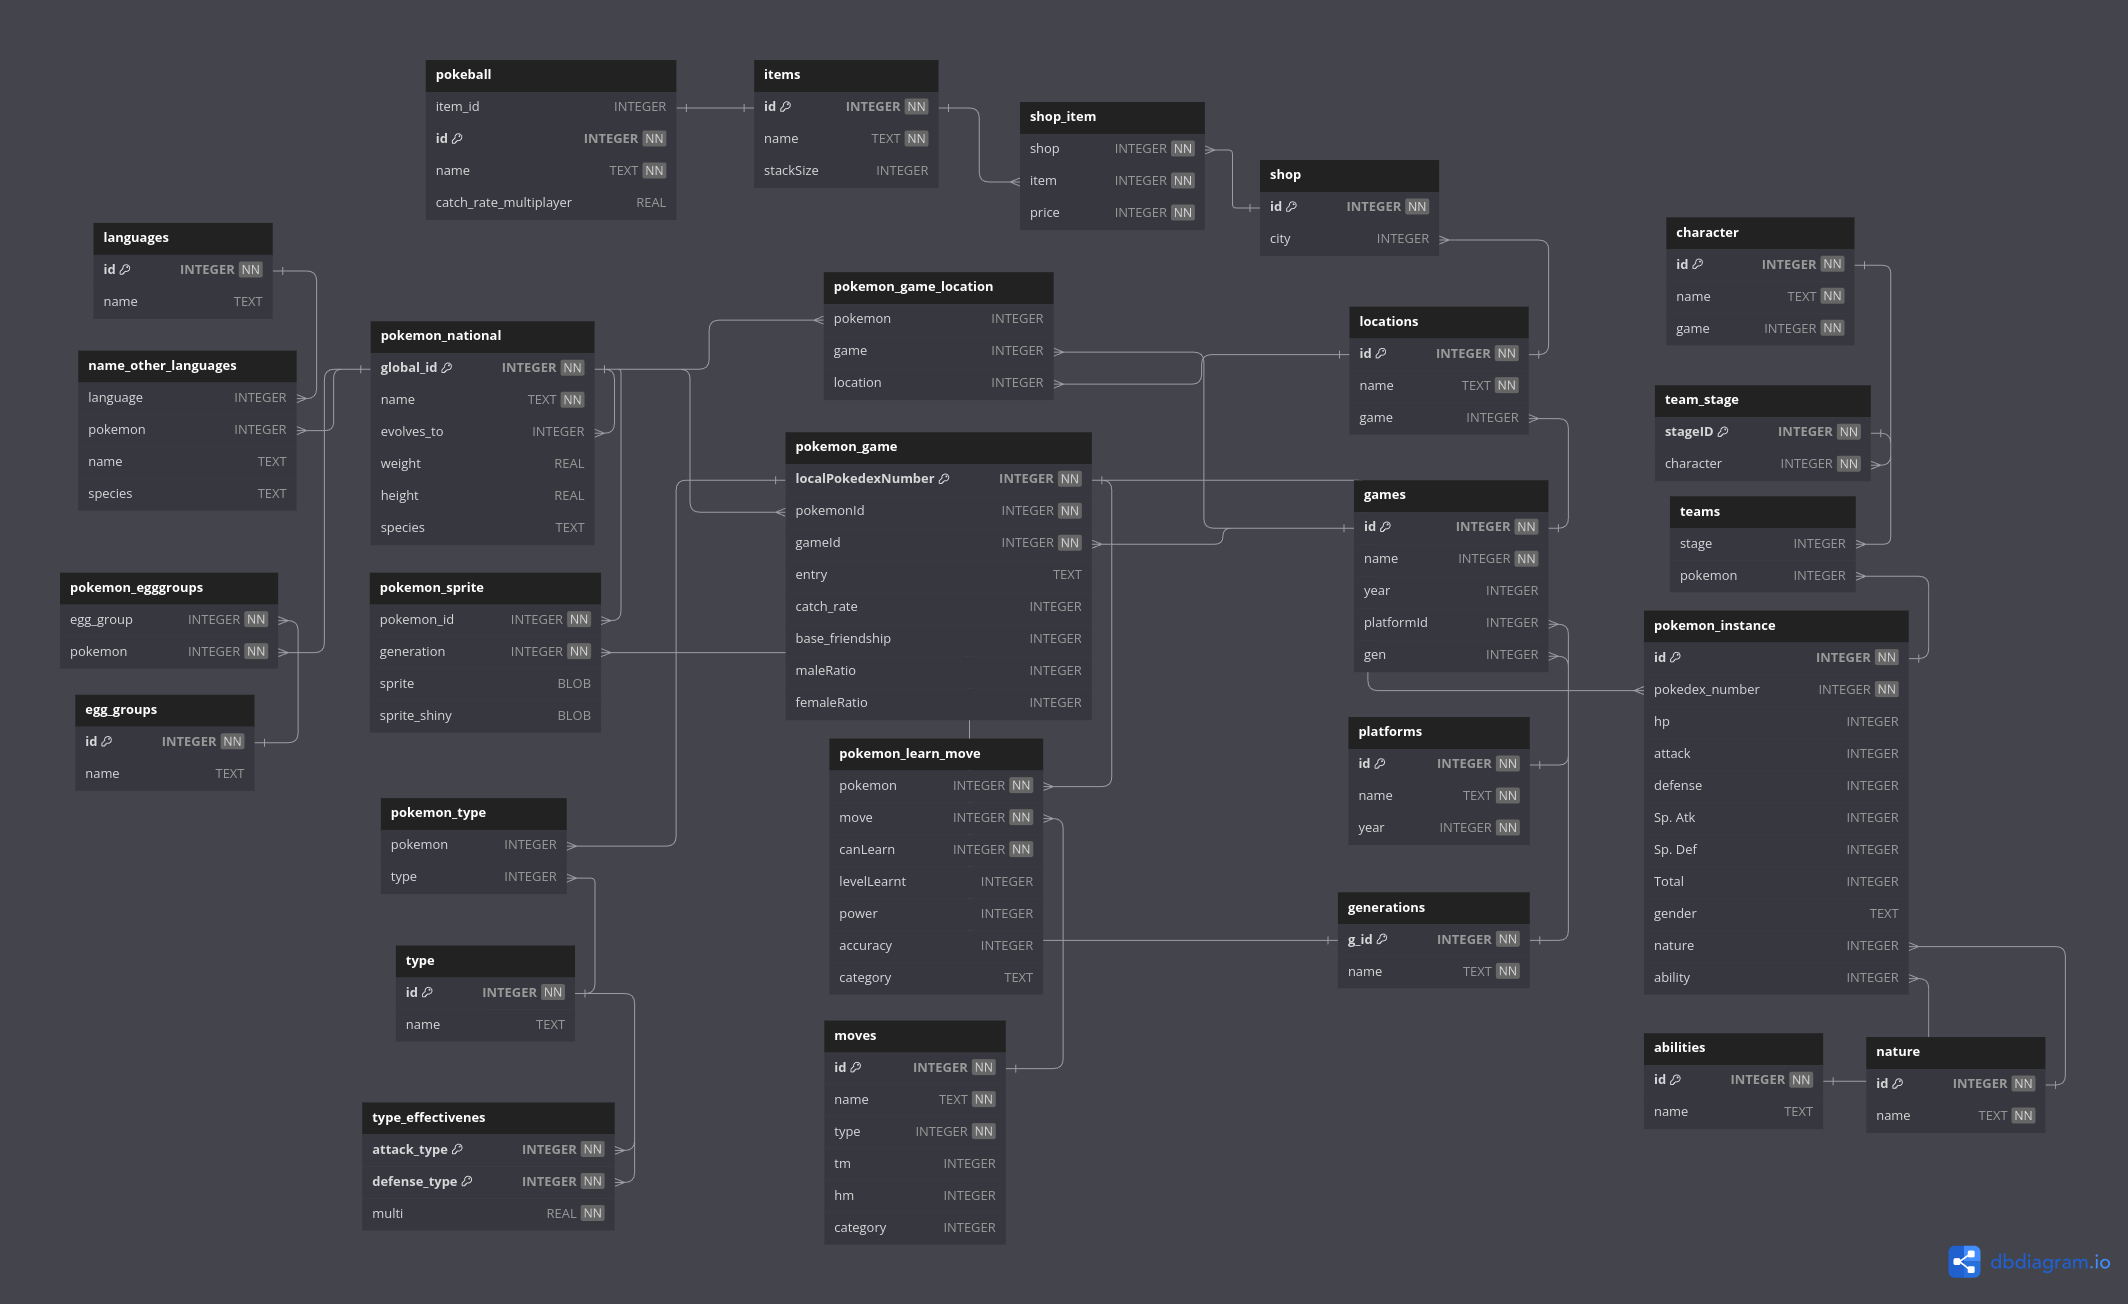 pokeball
item_id INTEGER
id INTEGER NN
name TEXT NN
catch_rate_multiplayer REAL
items
id INTEGER NN
name TEXT NN
stackSize INTEGER
shop_item
shop INTEGER NN
item INTEGER NN
price INTEGER NN
shop
id INTEGER NN
city INTEGER
languages
id INTEGER NN
name TEXT
name_other_languages
language INTEGER
pokemon INTEGER
name TEXT
species TEXT
pokemon_national
global_id INTEGER NN
name TEXT NN
evolves_to INTEGER
weight REAL
height REAL
species TEXT
pokemon_game_location
pokemon INTEGER
game INTEGER
location INTEGER
locations
id INTEGER NN
name TEXT NN
game INTEGER
character
id INTEGER NN
name TEXT NN
game INTEGER NN
team_stage
stageID INTEGER NN
character INTEGER NN
teams
stage INTEGER
pokemon INTEGER
pokemon_game
localPokedexNumber INTEGER NN
pokemonId INTEGER NN
gameId INTEGER NN
entry TEXT
catch_rate INTEGER
base_friendship INTEGER
maleRatio INTEGER
femaleRatio INTEGER
games
id INTEGER NN
name INTEGER NN
year INTEGER
platformId INTEGER
gen INTEGER
pokemon_egggroups
egg_group INTEGER NN
pokemon INTEGER NN
egg_groups
id INTEGER NN
name TEXT
pokemon_sprite
pokemon_id INTEGER NN
generation INTEGER NN
sprite BLOB
sprite_shiny BLOB
pokemon_instance
id INTEGER NN
pokedex_number INTEGER NN
hp INTEGER
attack INTEGER
defense INTEGER
Sp. Atk INTEGER
Sp. Def INTEGER
Total INTEGER
gender TEXT
nature INTEGER
ability INTEGER
platforms
id INTEGER NN
name TEXT NN
year INTEGER NN
pokemon_learn_move
pokemon INTEGER NN
move INTEGER NN
canLearn INTEGER NN
levelLearnt INTEGER
power INTEGER
accuracy INTEGER
category TEXT
pokemon_type
pokemon INTEGER
type INTEGER
generations
g_id INTEGER NN
name TEXT NN
type
id INTEGER NN
name TEXT
moves
id INTEGER NN
name TEXT NN
type INTEGER NN
tm INTEGER
hm INTEGER
category INTEGER
abilities
id INTEGER NN
name TEXT
nature
id INTEGER NN
name TEXT NN
type_effectivenes
attack_type INTEGER NN
defense_type INTEGER NN
multi REAL NN
dbdiagram.io